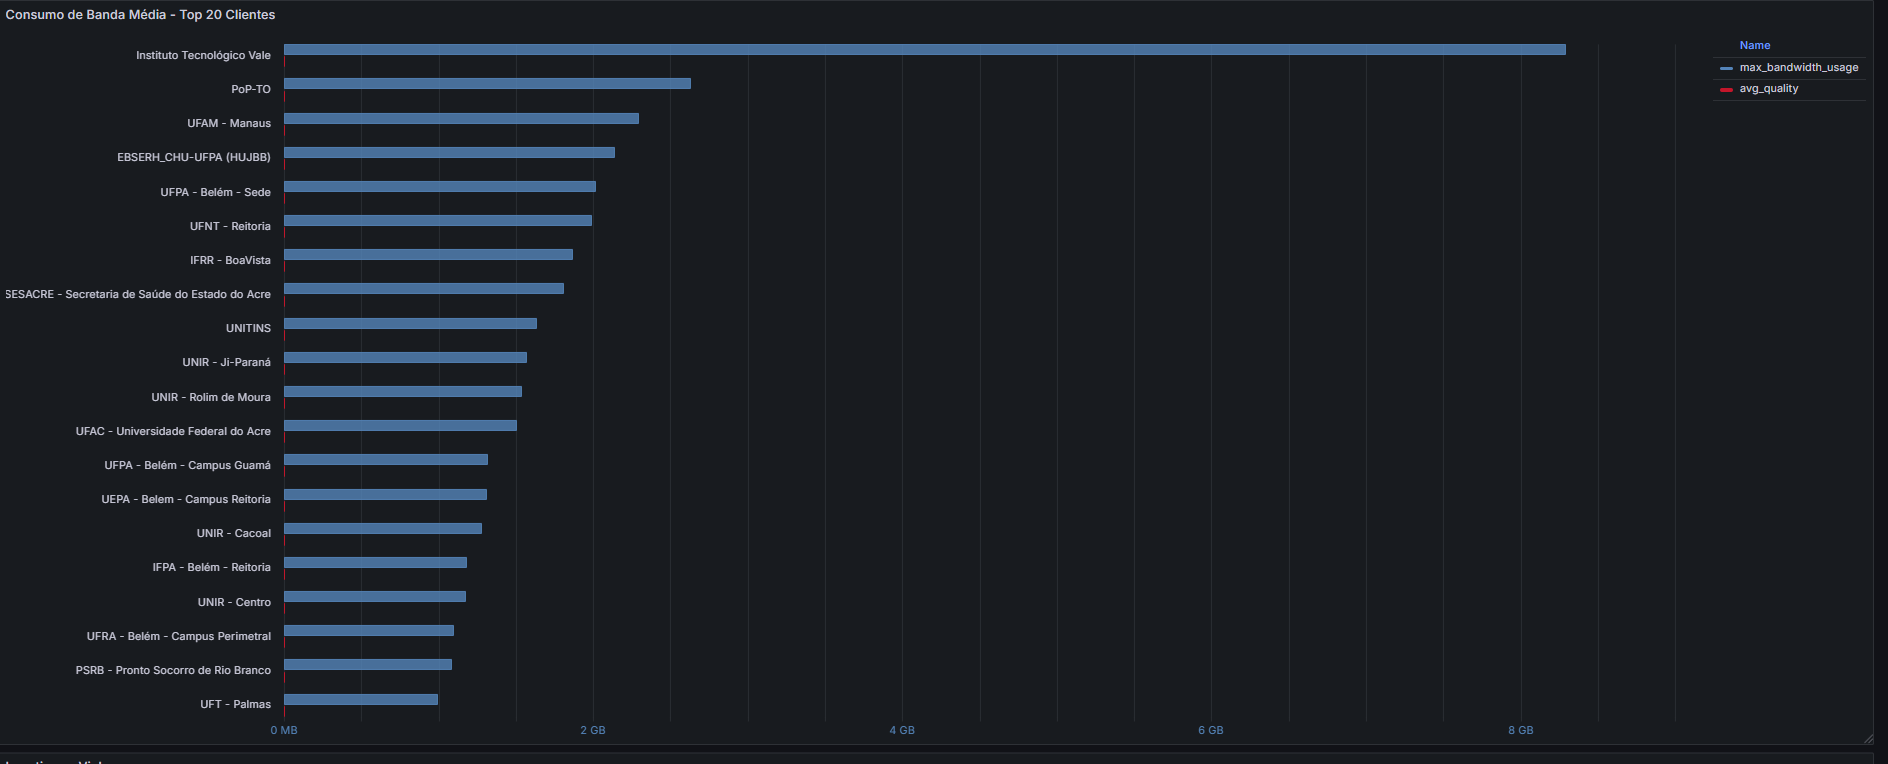 Consumo de Banda Média - Top 20 Clientes
Instituto Tecnológico Vale
PoP-TO
UFAM - Manaus
EBSERH_CHU-UFPA (HUJBB)
UFPA - Belém - Sede
UFNT - Reitoria
IFRR - BoaVista
SESACRE - Secretaria de Saúde do Estado do Acre
UNITINS
UNIR - Ji-Paraná
UNIR - Rolim de Moura
UFAC - Universidade Federal do Acre
UFPA - Belém - Campus Guamá
UEPA - Belem - Campus Reitoria
UNIR - Cacoal
IFPA - Belém - Reitoria
UNIR - Centro
UFRA - Belém - Campus Perimetral
PSRB - Pronto Socorro de Rio Branco
UFT - Palmas
0 MB 2 GB 4 GB 6 GB 8 GB
Name
max_bandwidth_usage
avg_quality